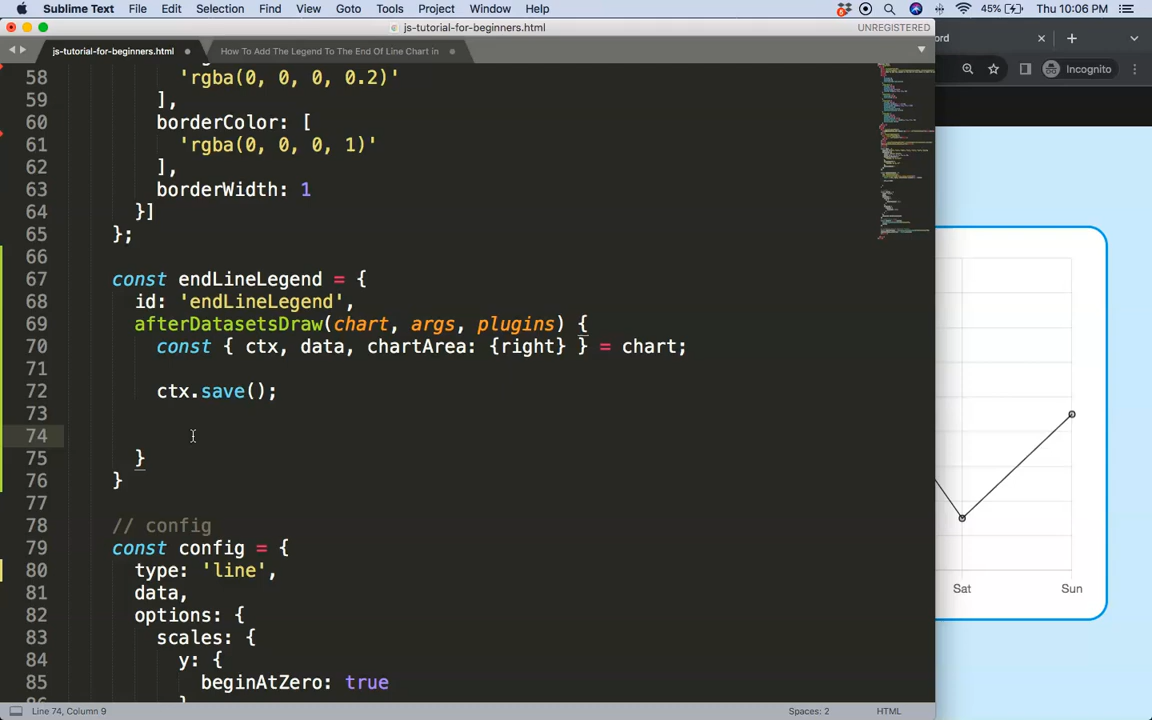 Sublime Text File Edit Selection Find View Goto Tools Project Window Help 45% Thu 10:06 PM
js-tutorial-for-beginners.html UNREGISTERED
js-tutorial-for-beginners.html How To Add The Legend To The End Of Line Chart in
ord
Incognito
58 'rgba(0, 0, 0, 0.2)'
59 ],
60 borderColor: [
61 'rgba(0, 0, 0, 1)'
62 ],
63 borderWidth: 1
64 }]
65 };
66
67 const endLineLegend = {
68 id: 'endLineLegend',
69 afterDatasetsDraw(chart, args, plugins) {
70 const { ctx, data, chartArea: {right} } = chart;
71
72 ctx.save();
73
74
75 }
76 }
77
78 // config
79 const config = {
80 type: 'line',
81 data,
82 options: {
83 scales: {
84 y: {
85 beginAtZero: true
Sat Sun
Line 74, Column 9 Spaces: 2 HTML